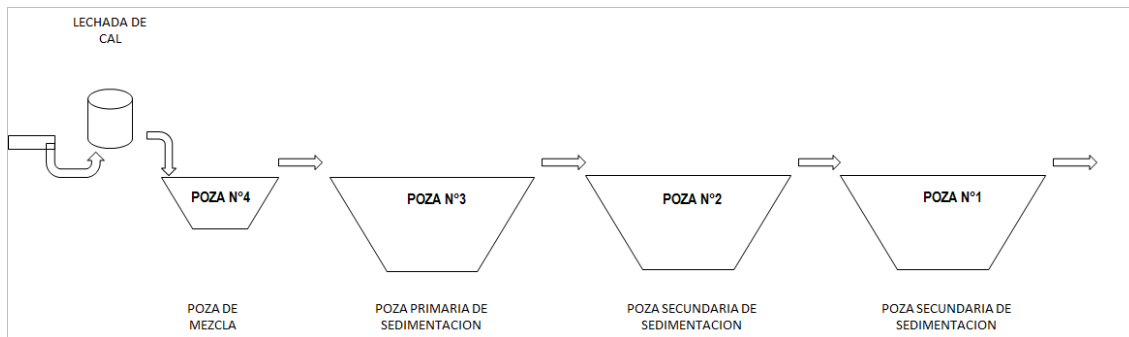 LECHADA DE
CAL
POZA N°4
POZA N°3
POZA N°2
POZA N°1
POZA DE
MEZCLA
POZA PRIMARIA DE
SEDIMENTACION
POZA SECUNDARIA DE
SEDIMENTACION
POZA SECUNDARIA DE
SEDIMENTACION